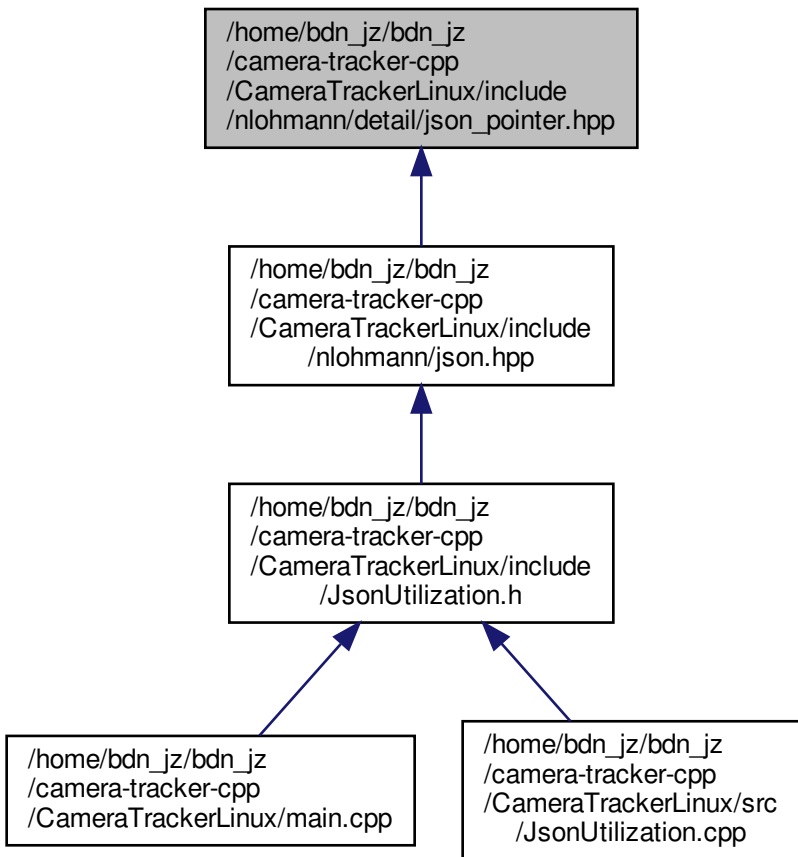 /home/bdn_jz/bdn_jz
/camera-tracker-cpp
/CameraTrackerLinux/include
/nlohmann/detail/json_pointer.hpp
/home/bdn_jz/bdn_jz
/camera-tracker-cpp
/CameraTrackerLinux/include
/nlohmann/json.hpp
/home/bdn_jz/bdn_jz
/camera-tracker-cpp
/CameraTrackerLinux/include
/JsonUtilization.h
/home/bdn_jz/bdn_jz
/camera-tracker-cpp
/CameraTrackerLinux/main.cpp
/home/bdn_jz/bdn_jz
/camera-tracker-cpp
/CameraTrackerLinux/src
/JsonUtilization.cpp